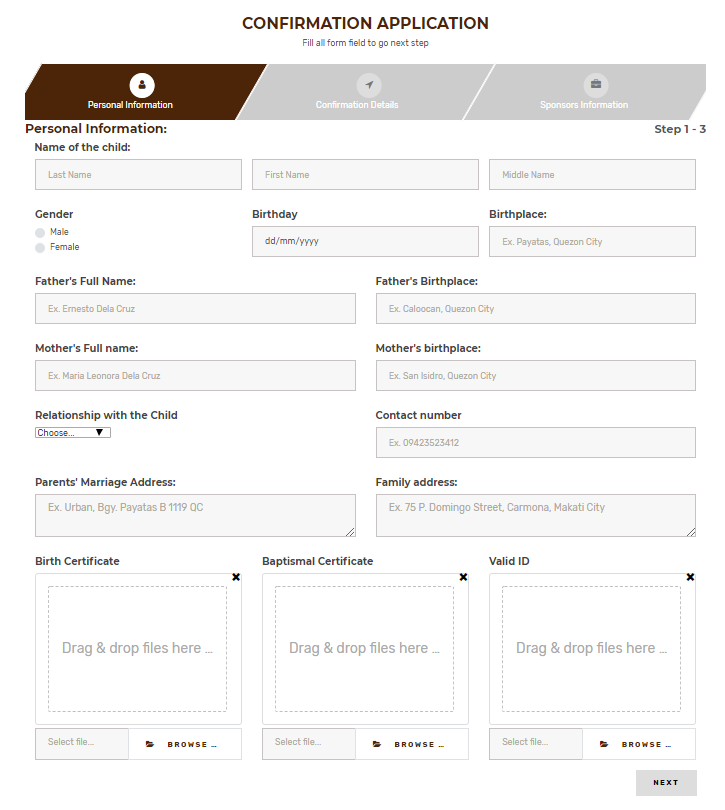 CONFIRMATION APPLICATION
Fill all form field to go next step
Personal Information
Confirmation Details
Sponsors Information
Personal Information:
Step 1 - 3
Name of the child:
Last Name
First Name
Middle Name
Gender
Birthday
Birthplace:
Male
Female
dd/mm/yyyy
Ex. Payatas, Quezon City
Father's Full Name:
Father's Birthplace:
Ex. Ernesto Dela Cruz
Ex. Caloocan, Quezon City
Mother's Full name:
Mother's birthplace:
Ex. Maria Leonora Dela Cruz
Ex. San Isidro, Quezon City
Relationship with the Child
Contact number
Choose...
Ex. 09423523412
Parents' Marriage Address:
Family address:
Ex. Urban, Bgy. Payatas B 1119 QC
Ex. 75 P. Domingo Street, Carmona, Makati City
Birth Certificate
Baptismal Certificate
Valid ID
Drag & drop files here …
Drag & drop files here …
Drag & drop files here …
Select file...
BROWSE …
Select file...
BROWSE …
Select file...
BROWSE …
NEXT